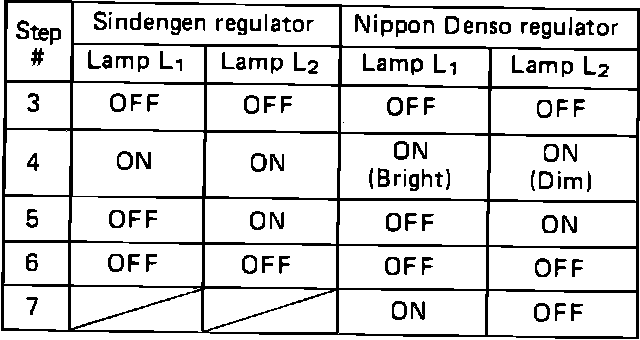 Step # Sindengen regulator Nippon Denso regulator
Lamp L1 Lamp L2 Lamp L1 Lamp L2
3 OFF OFF OFF OFF
4 ON ON ON (Bright) ON (Dim)
5 OFF ON OFF ON
6 OFF OFF OFF OFF
7 ON OFF